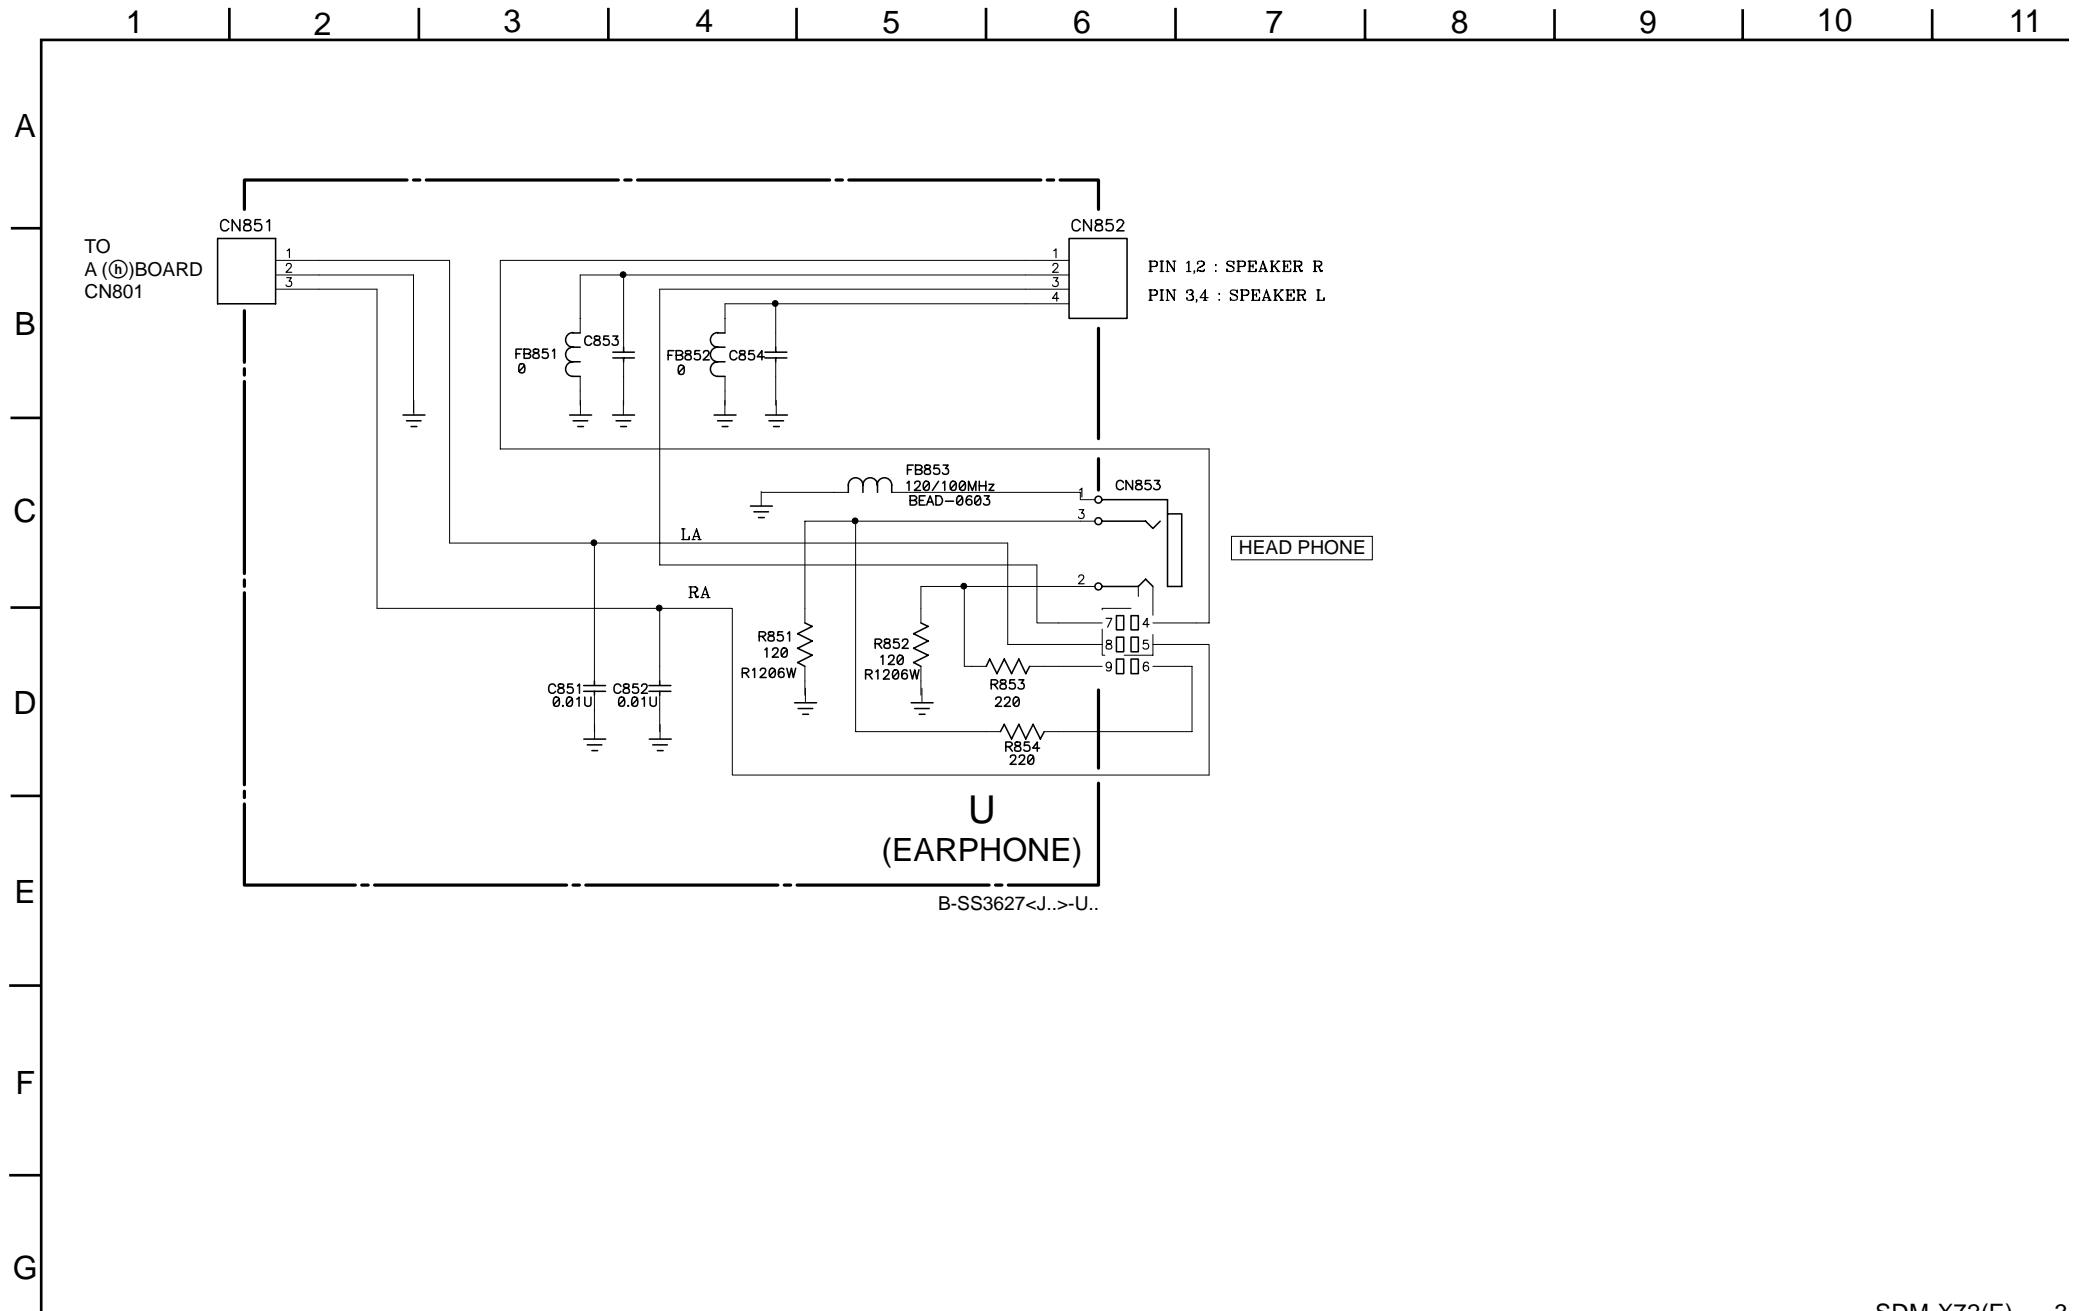 1 2 3 4 5 6 7 8 9 10 11
A
B
C
D
E
F
G
CN851
TO
A (ⓗ)BOARD
CN801
1
2
3
CN852
1
2
3
4
PIN 1,2 : SPEAKER R
PIN 3,4 : SPEAKER L
FB851
0
C853
FB852
0
C854
FB853
120/100MHz
BEAD-0603
1
CN853
3
LA
HEAD PHONE
2
RA
7 4
8 5
9 6
R851
120
R1206W
R852
120
R1206W
R853
220
C851
0.01U
C852
0.01U
R854
220
U
(EARPHONE)
B-SS3627<J..>-U..